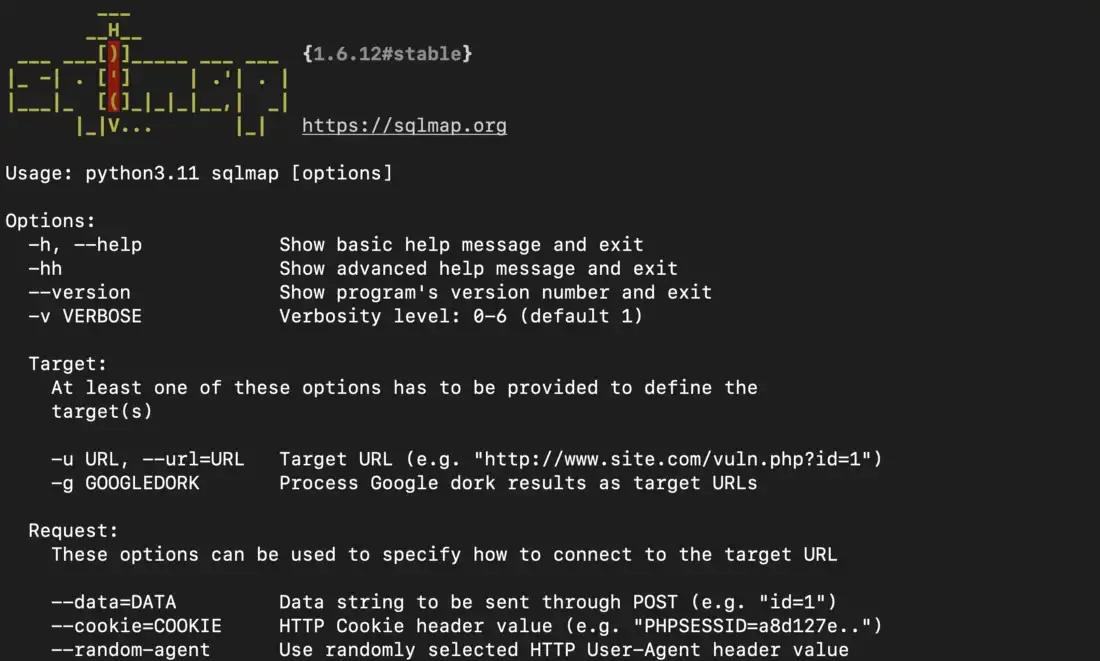 ___
       __H__
 ___ ___[)]_____ ___ ___  {1.6.12#stable}
|_ -| . [']     | .'| . |
|___|_  [(]_|_|_|__,|  _|
      |_|V...       |_|   https://sqlmap.org
Usage: python3.11 sqlmap [options]
Options:
-h, --help Show basic help message and exit
-hh Show advanced help message and exit
--version Show program's version number and exit
-v VERBOSE Verbosity level: 0-6 (default 1)
Target:
At least one of these options has to be provided to define the
target(s)
-u URL, --url=URL Target URL (e.g. "http://www.site.com/vuln.php?id=1")
-g GOOGLEDORK Process Google dork results as target URLs
Request:
These options can be used to specify how to connect to the target URL
--data=DATA Data string to be sent through POST (e.g. "id=1")
--cookie=COOKIE HTTP Cookie header value (e.g. "PHPSESSID=a8d127e..")
--random-agent Use randomly selected HTTP User-Agent header value